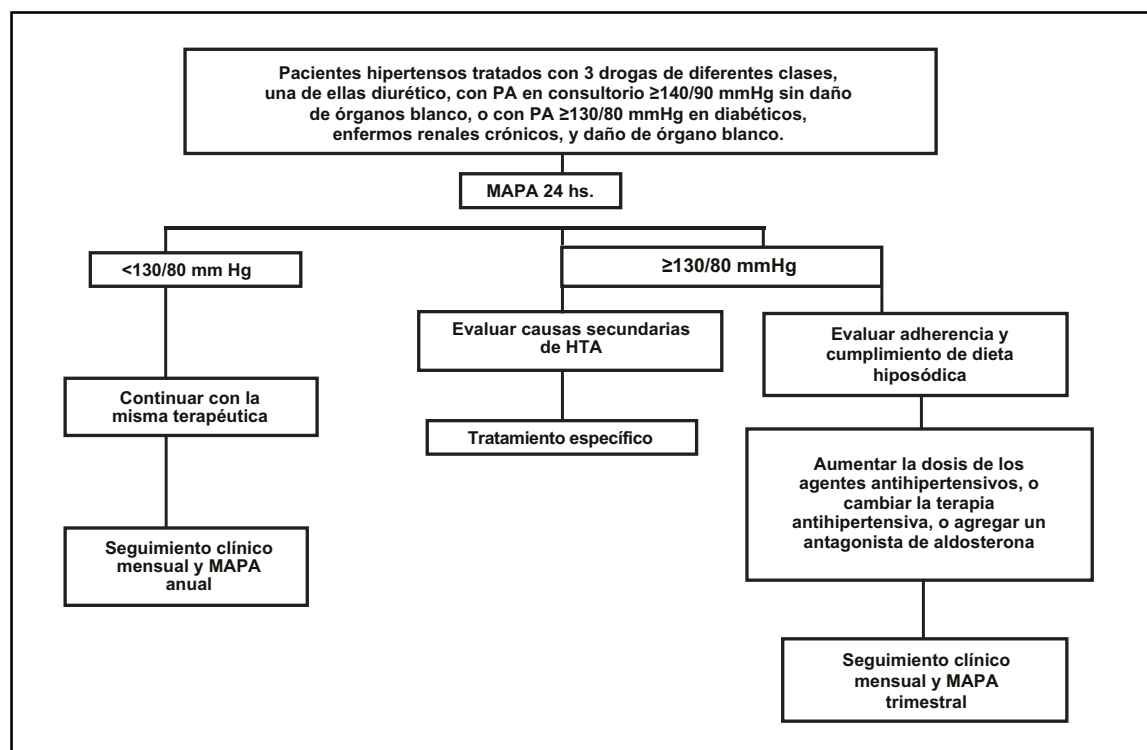 Pacientes hipertensos tratados con 3 drogas de diferentes clases,
una de ellas diurético, con PA en consultorio ≥140/90 mmHg sin daño
de órganos blanco, o con PA ≥130/80 mmHg en diabéticos,
enfermos renales crónicos, y daño de órgano blanco.
MAPA 24 hs.
<130/80 mm Hg
≥130/80 mmHg
Continuar con la
misma terapéutica
Seguimiento clínico
mensual y MAPA
anual
Evaluar causas secundarias
de HTA
Tratamiento específico
Evaluar adherencia y
cumplimiento de dieta
hiposódica
Aumentar la dosis de los
agentes antihipertensivos, o
cambiar la terapia
antihipertensiva, o agregar un
antagonista de aldosterona
Seguimiento clínico
mensual y MAPA
trimestral